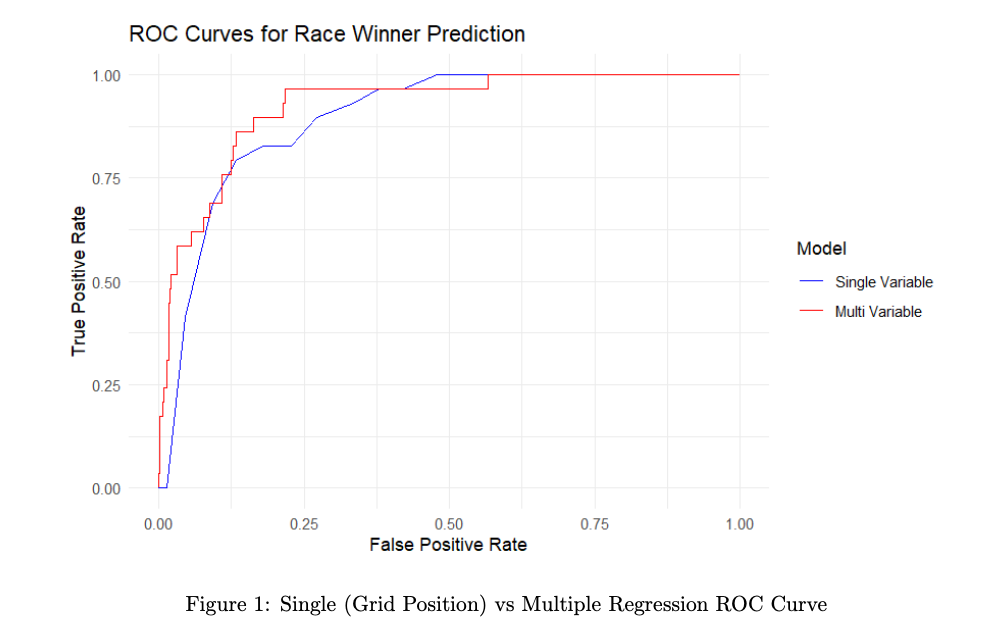 ROC Curves for Race Winner Prediction
1.00
0.75
0.50
0.25
0.00
True Positive Rate
0.00 0.25 0.50 0.75 1.00
False Positive Rate
Model
Single Variable
Multi Variable
Figure 1: Single (Grid Position) vs Multiple Regression ROC Curve